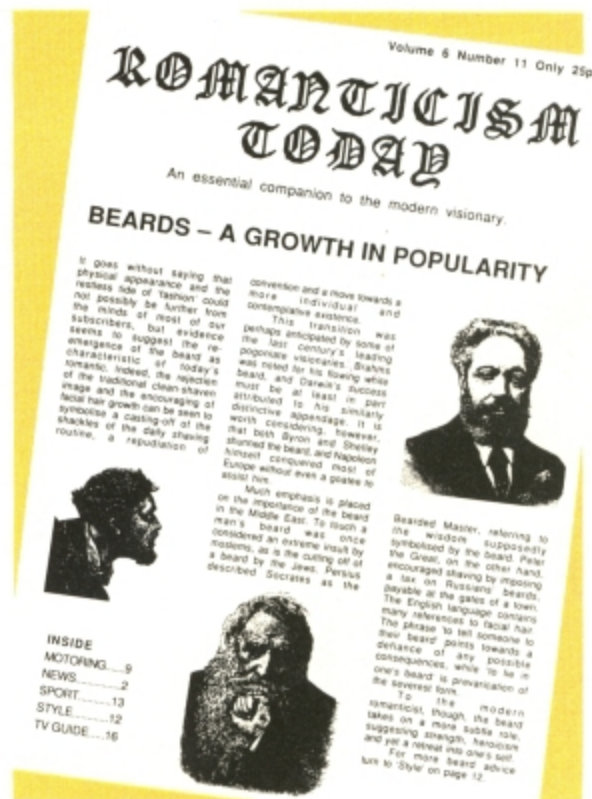 Volume 6 Number 11 Only 25p
ROMANTICISM
TODAY
An essential companion to the modern visionary.
BEARDS – A GROWTH IN POPULARITY
It goes without saying that
physical appearance and the
restless tide of 'fashion' could
not possibly be further from
the minds of most of our
subscribers, but evidence
seems to suggest the re-
emergence of the beard as
characteristic of today's
romantic. Indeed, the rejection
of the traditional clean-shaven
image and the encouraging of
facial hair growth can be seen to
symbolise a casting-off of the
shackles of the daily shaving
routine, a repudiation of
convention and a move towards a
more individual and
contemplative existence.
This transition was
perhaps anticipated by some of
the last century's leading
pogoniate visionaries. Brahms
was noted for his flowing white
beard, and Darwin's success
must be at least in part
attributed to his similarly
distinctive appendage. It is
worth considering, however,
that both Byron and Shelley
shunned the beard, and Napoleon
himself conquered most of
Europe without even a goatee to
assist him.
Much emphasis is placed
on the importance of the beard
in the Middle East. To touch a
man's beard was once
considered an extreme insult by
moslems, as is the cutting off of
a beard by the Jews. Persius
described Socrates as the
Bearded Master, referring to
the wisdom supposedly
symbolised by the beard. Peter
the Great, on the other hand,
encouraged shaving by imposing
a tax on Russians' beards,
payable at the gates of a town.
The English language contains
many references to facial hair.
The phrase 'to tell someone to
their beard' points towards a
defiance of any possible
consequences, while 'to lie in
one's beard' is prevarication of
the severest form.
To the modern
romanticist, though, the beard
takes on a more subtle role,
suggesting strength, heroicism
and yet a retreat into one's self.
For more beard advice
turn to 'Style' on page 12.
INSIDE
MOTORING.....9
NEWS..........2
SPORT..........13
STYLE..........12
TV GUIDE.....16